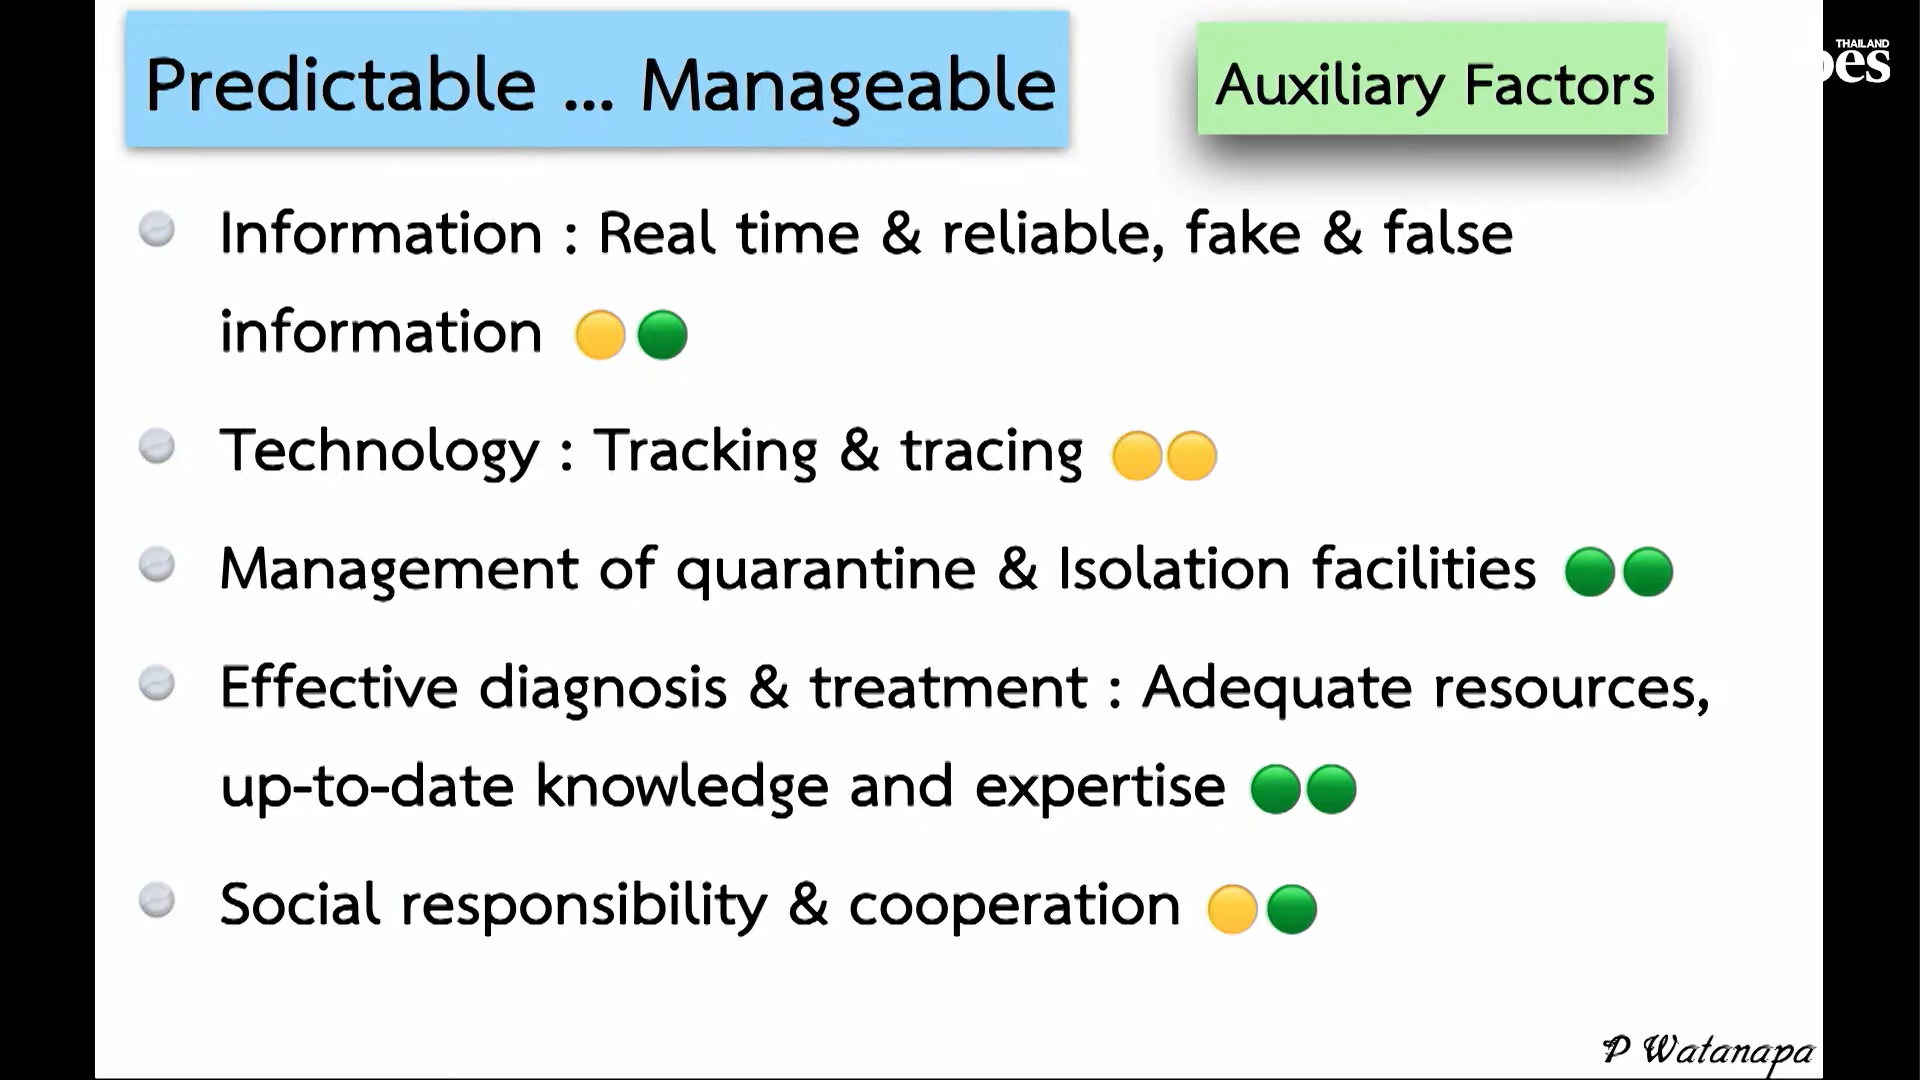 Predictable ... Manageable
Auxiliary Factors
THAILAND
bes
Information : Real time & reliable, fake & false
information
Technology : Tracking & tracing
Management of quarantine & Isolation facilities
Effective diagnosis & treatment : Adequate resources,
up-to-date knowledge and expertise
Social responsibility & cooperation
P Watanapa